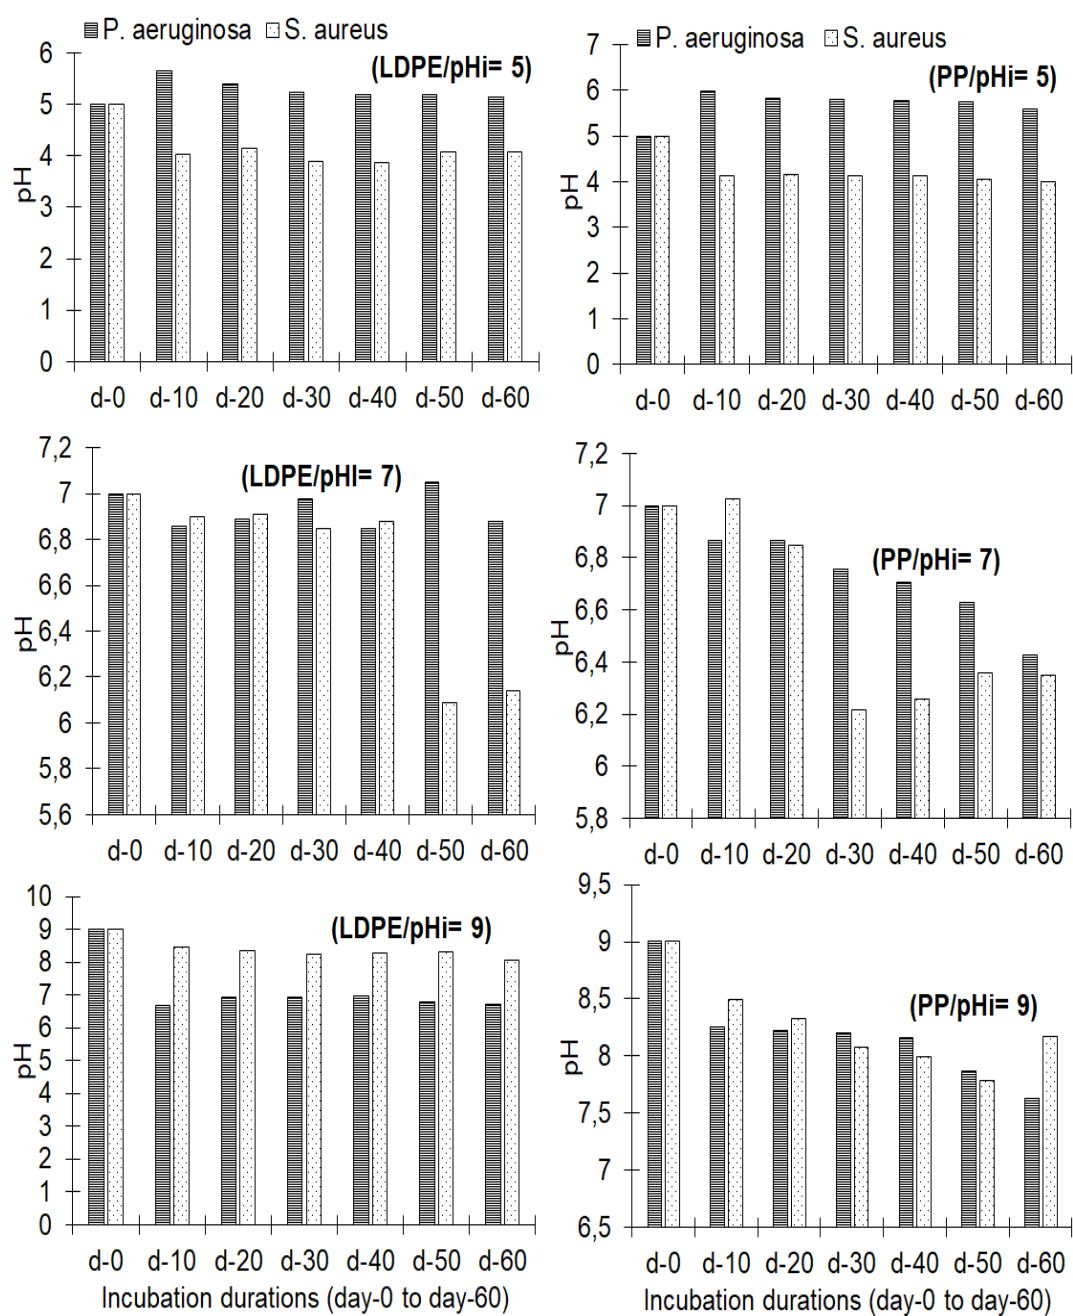 P. aeruginosa S. aureus
(LDPE/pHi= 5)
pH
6
5
4
3
2
1
0
d-0 d-10 d-20 d-30 d-40 d-50 d-60
P. aeruginosa S. aureus
(PP/pHi= 5)
pH
7
6
5
4
3
2
1
0
d-0 d-10 d-20 d-30 d-40 d-50 d-60
(LDPE/pHI= 7)
pH
7,2
7
6,8
6,6
6,4
6,2
6
5,8
5,6
d-0 d-10 d-20 d-30 d-40 d-50 d-60
(PP/pHi= 7)
pH
7,2
7
6,8
6,6
6,4
6,2
6
5,8
d-0 d-10 d-20 d-30 d-40 d-50 d-60
(LDPE/pHi= 9)
pH
10
9
8
7
6
5
4
3
2
1
0
d-0 d-10 d-20 d-30 d-40 d-50 d-60
Incubation durations (day-0 to day-60)
(PP/pHi= 9)
pH
9,5
9
8,5
8
7,5
7
6,5
d-0 d-10 d-20 d-30 d-40 d-50 d-60
Incubation durations (day-0 to day-60)